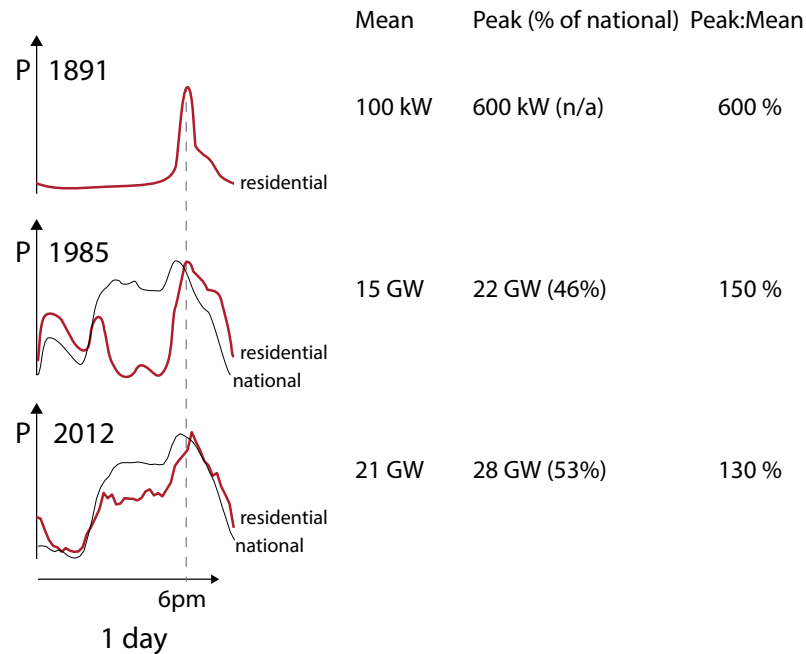 Mean Peak (% of national) Peak:Mean
P 1891
100 kW 600 kW (n/a) 600 %
residential
P 1985
15 GW 22 GW (46%) 150 %
residential
national
P 2012
21 GW 28 GW (53%) 130 %
residential
national
6pm
1 day